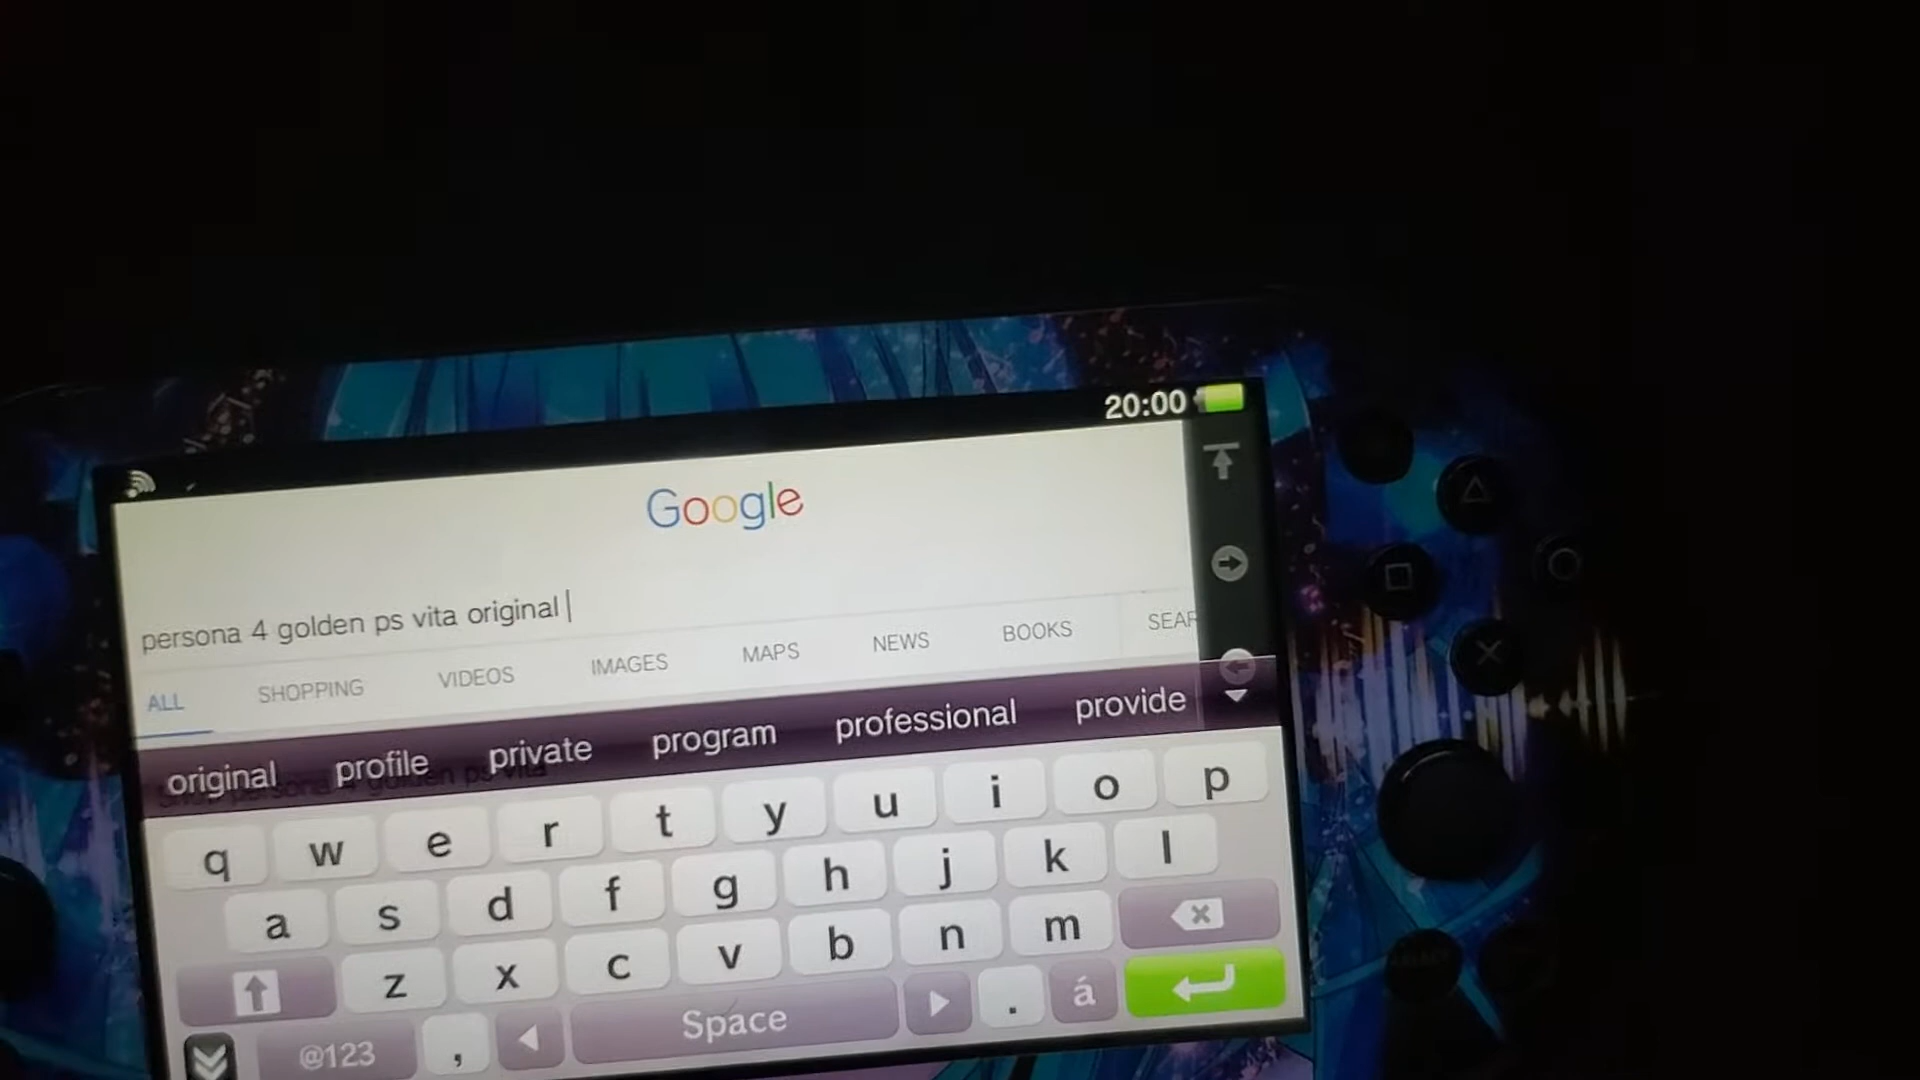 20:00
Google
persona 4 golden ps vita original
ALL SHOPPING VIDEOS IMAGES MAPS NEWS BOOKS SEAR
original profile private program professional provide
q w e r t y u i o p
a s d f g h j k l
z x c v b n m
@123 , Space . á